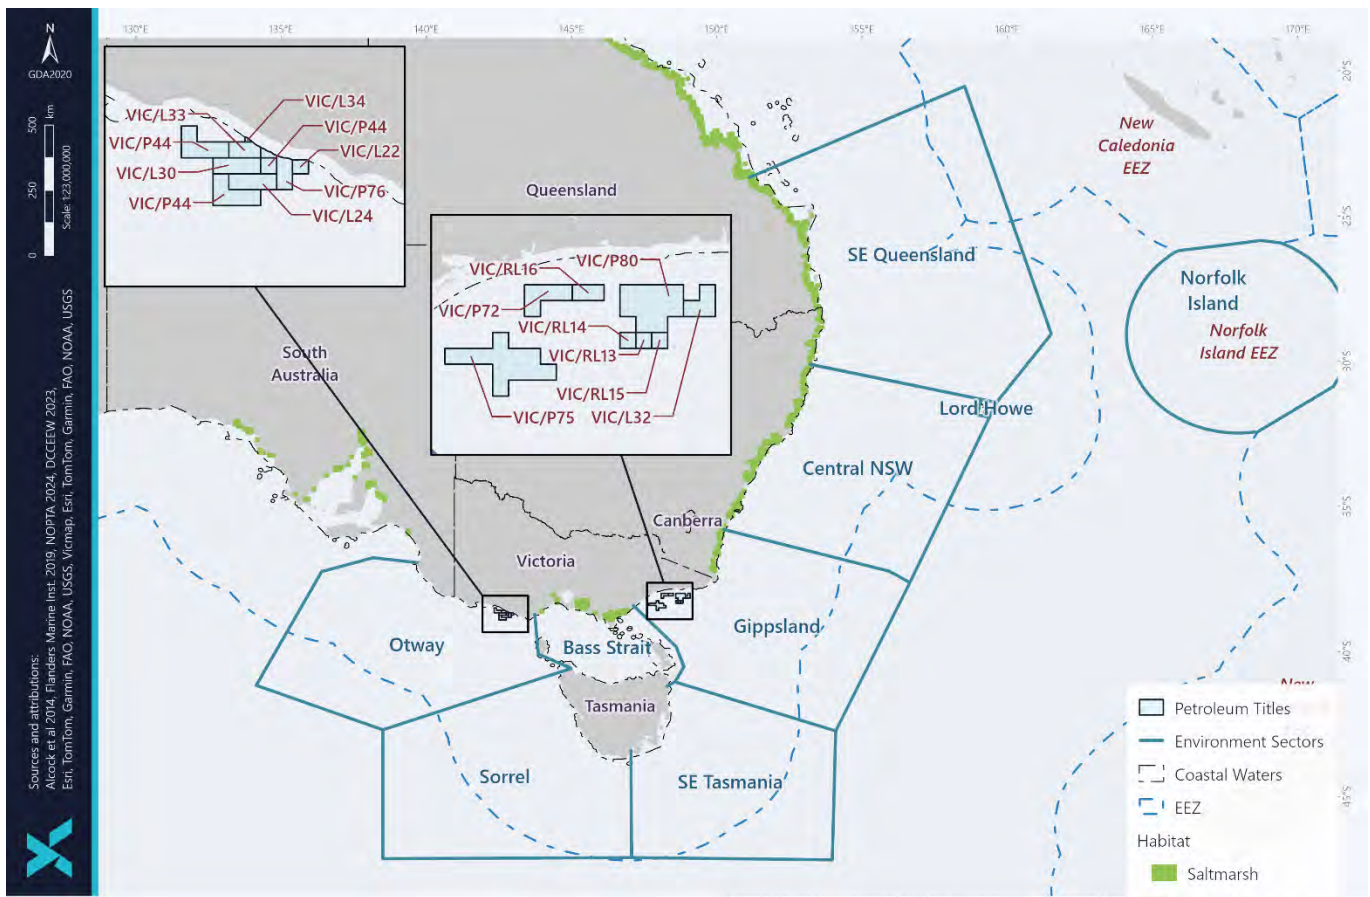 130°E
135°E
140°E
145°E
150°E
155°E
160°E
165°E
170°E
20°S
25°S
30°S
35°S
40°S
45°S
N
GDA2020
0
250
500
km
Scale: 1:23,000,000
Sources and attributions:
Alcock et al 2014, Flanders Marine Inst. 2019, NOPTA 2024, DCCEEW 2023,
Esri, TomTom, Garmin, FAO, NOAA, USGS, Vicmap, Esri, TomTom, Garmin, FAO, NOAA, USGS
VIC/L34
VIC/L33
VIC/P44
VIC/P44
VIC/L22
VIC/L30
VIC/P76
VIC/P44
VIC/L24
Queensland
VIC/P80
VIC/RL16
VIC/P72
VIC/RL14
VIC/RL13
VIC/RL15
VIC/P75
VIC/L32
South
Australia
New
Caledonia
EEZ
SE Queensland
Norfolk
Island
Norfolk
Island EEZ
Lord Howe
Central NSW
Canberra
Victoria
Gippsland
Otway
Bass Strait
Tasmania
Sorrel
SE Tasmania
New
Petroleum Titles
Environment Sectors
Coastal Waters
EEZ
Habitat
Saltmarsh